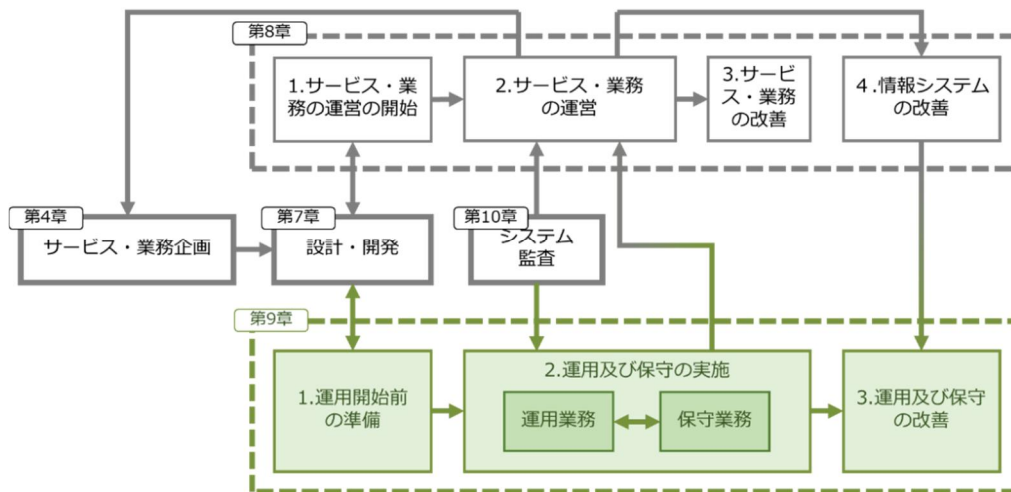 第8章
1.サービス・業
務の運営の開始
2.サービス・業務
の運営
3.サービ
ス・業務
の改善
4.情報システム
の改善
第4章
サービス・業務企画
第7章
設計・開発
第10章
システム
監査
第9章
1.運用開始前
の準備
2.運用及び保守の実施
運用業務
保守業務
3.運用及び保守
の改善